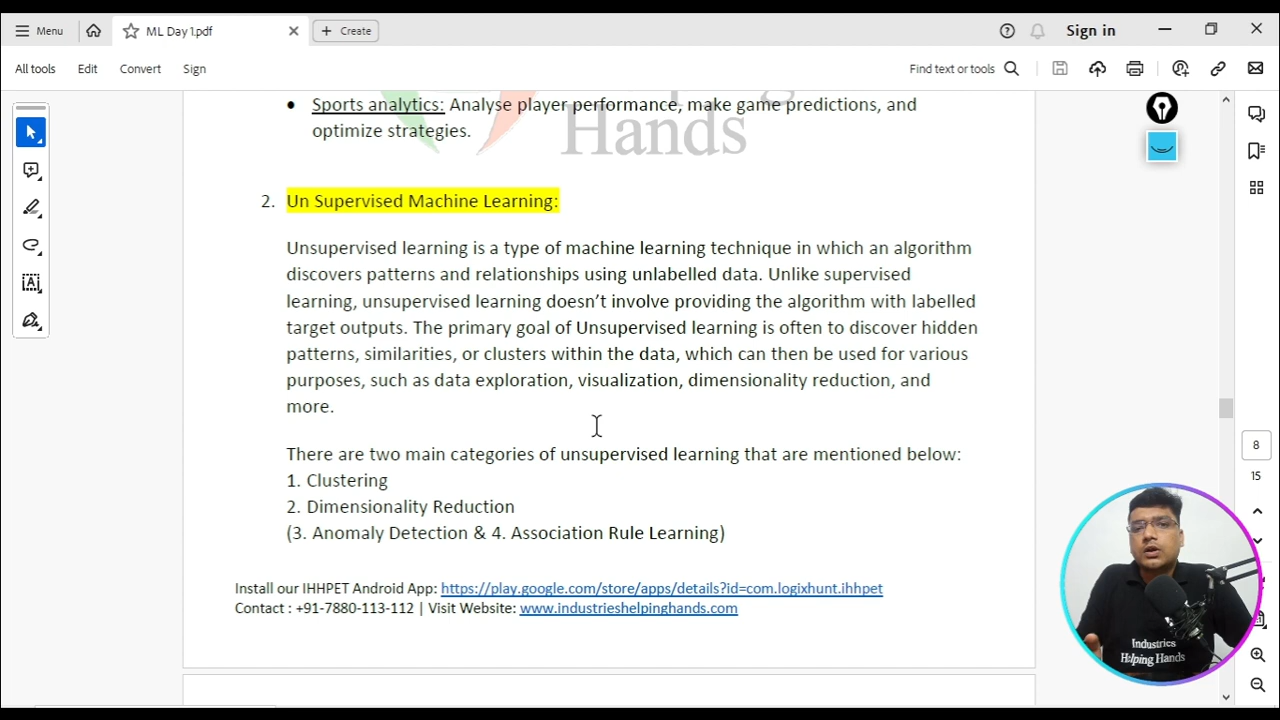 Menu
ML Day 1.pdf
Create
Sign in
All tools
Edit
Convert
Sign
Find text or tools
• Sports analytics: Analyse player performance, make game predictions, and
optimize strategies.
Hands
2. Un Supervised Machine Learning:
Unsupervised learning is a type of machine learning technique in which an algorithm
discovers patterns and relationships using unlabelled data. Unlike supervised
learning, unsupervised learning doesn't involve providing the algorithm with labelled
target outputs. The primary goal of Unsupervised learning is often to discover hidden
patterns, similarities, or clusters within the data, which can then be used for various
purposes, such as data exploration, visualization, dimensionality reduction, and
more.
There are two main categories of unsupervised learning that are mentioned below:
1. Clustering
2. Dimensionality Reduction
(3. Anomaly Detection & 4. Association Rule Learning)
Install our IHHPET Android App: https://play.google.com/store/apps/details?id=com.logixhunt.ihhpet
Contact : +91-7880-113-112 | Visit Website: www.industrieshelpinghands.com
8
15
Industries
Helping Hands